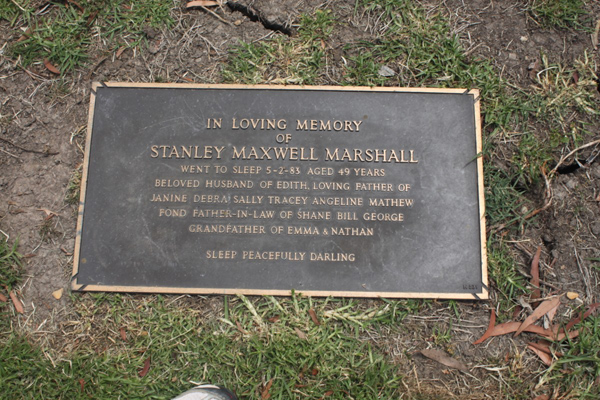 IN LOVING MEMORY
OF
STANLEY MAXWELL MARSHALL
WENT TO SLEEP 5-2-83 AGED 49 YEARS
BELOVED HUSBAND OF EDITH, LOVING FATHER OF
JANINE DEBRA SALLY TRACEY ANGELINE MATHEW
FOND FATHER-IN-LAW OF SHANE BILL GEORGE
GRANDFATHER OF EMMA & NATHAN
SLEEP PEACEFULLY DARLING